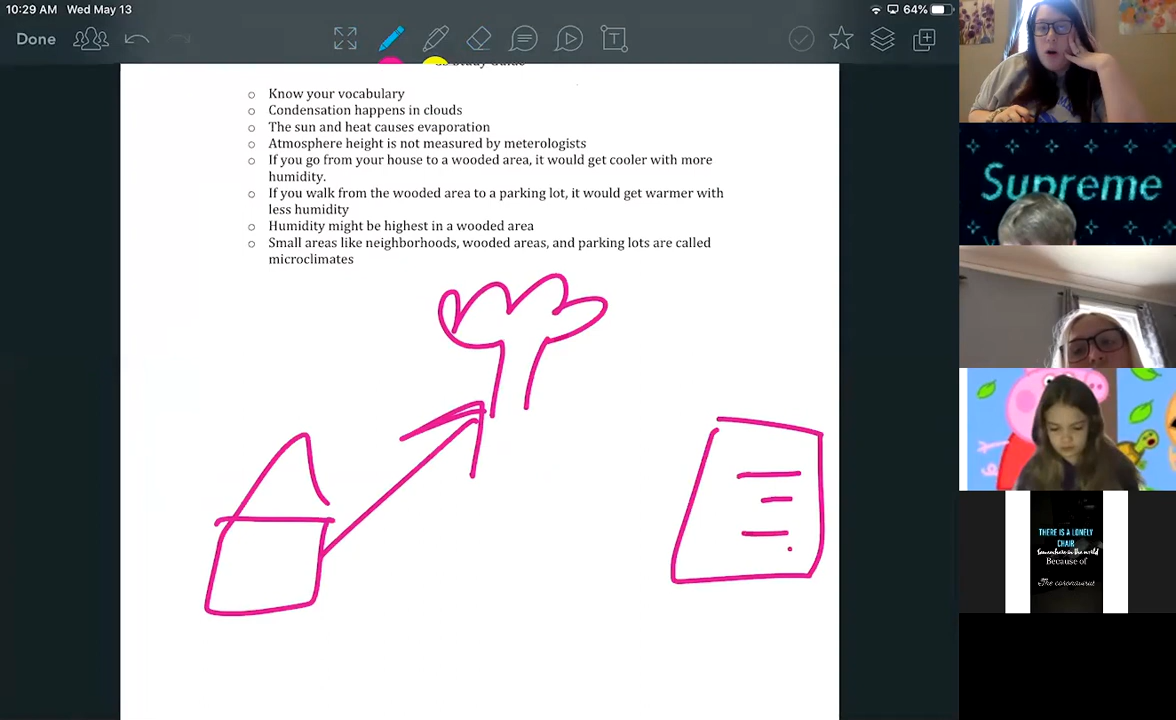 10:29 AM Wed May 13
64%
Done
T
G5 Study Guide
Know your vocabulary
Condensation happens in clouds
The sun and heat causes evaporation
Atmosphere height is not measured by meterologists
If you go from your house to a wooded area, it would get cooler with more
humidity.
If you walk from the wooded area to a parking lot, it would get warmer with
less humidity
Humidity might be highest in a wooded area
Small areas like neighborhoods, wooded areas, and parking lots are called
microclimates
Supreme
THERE IS A LONELY
CHAIR
Somewhere in the world
Because of
The coronavirus